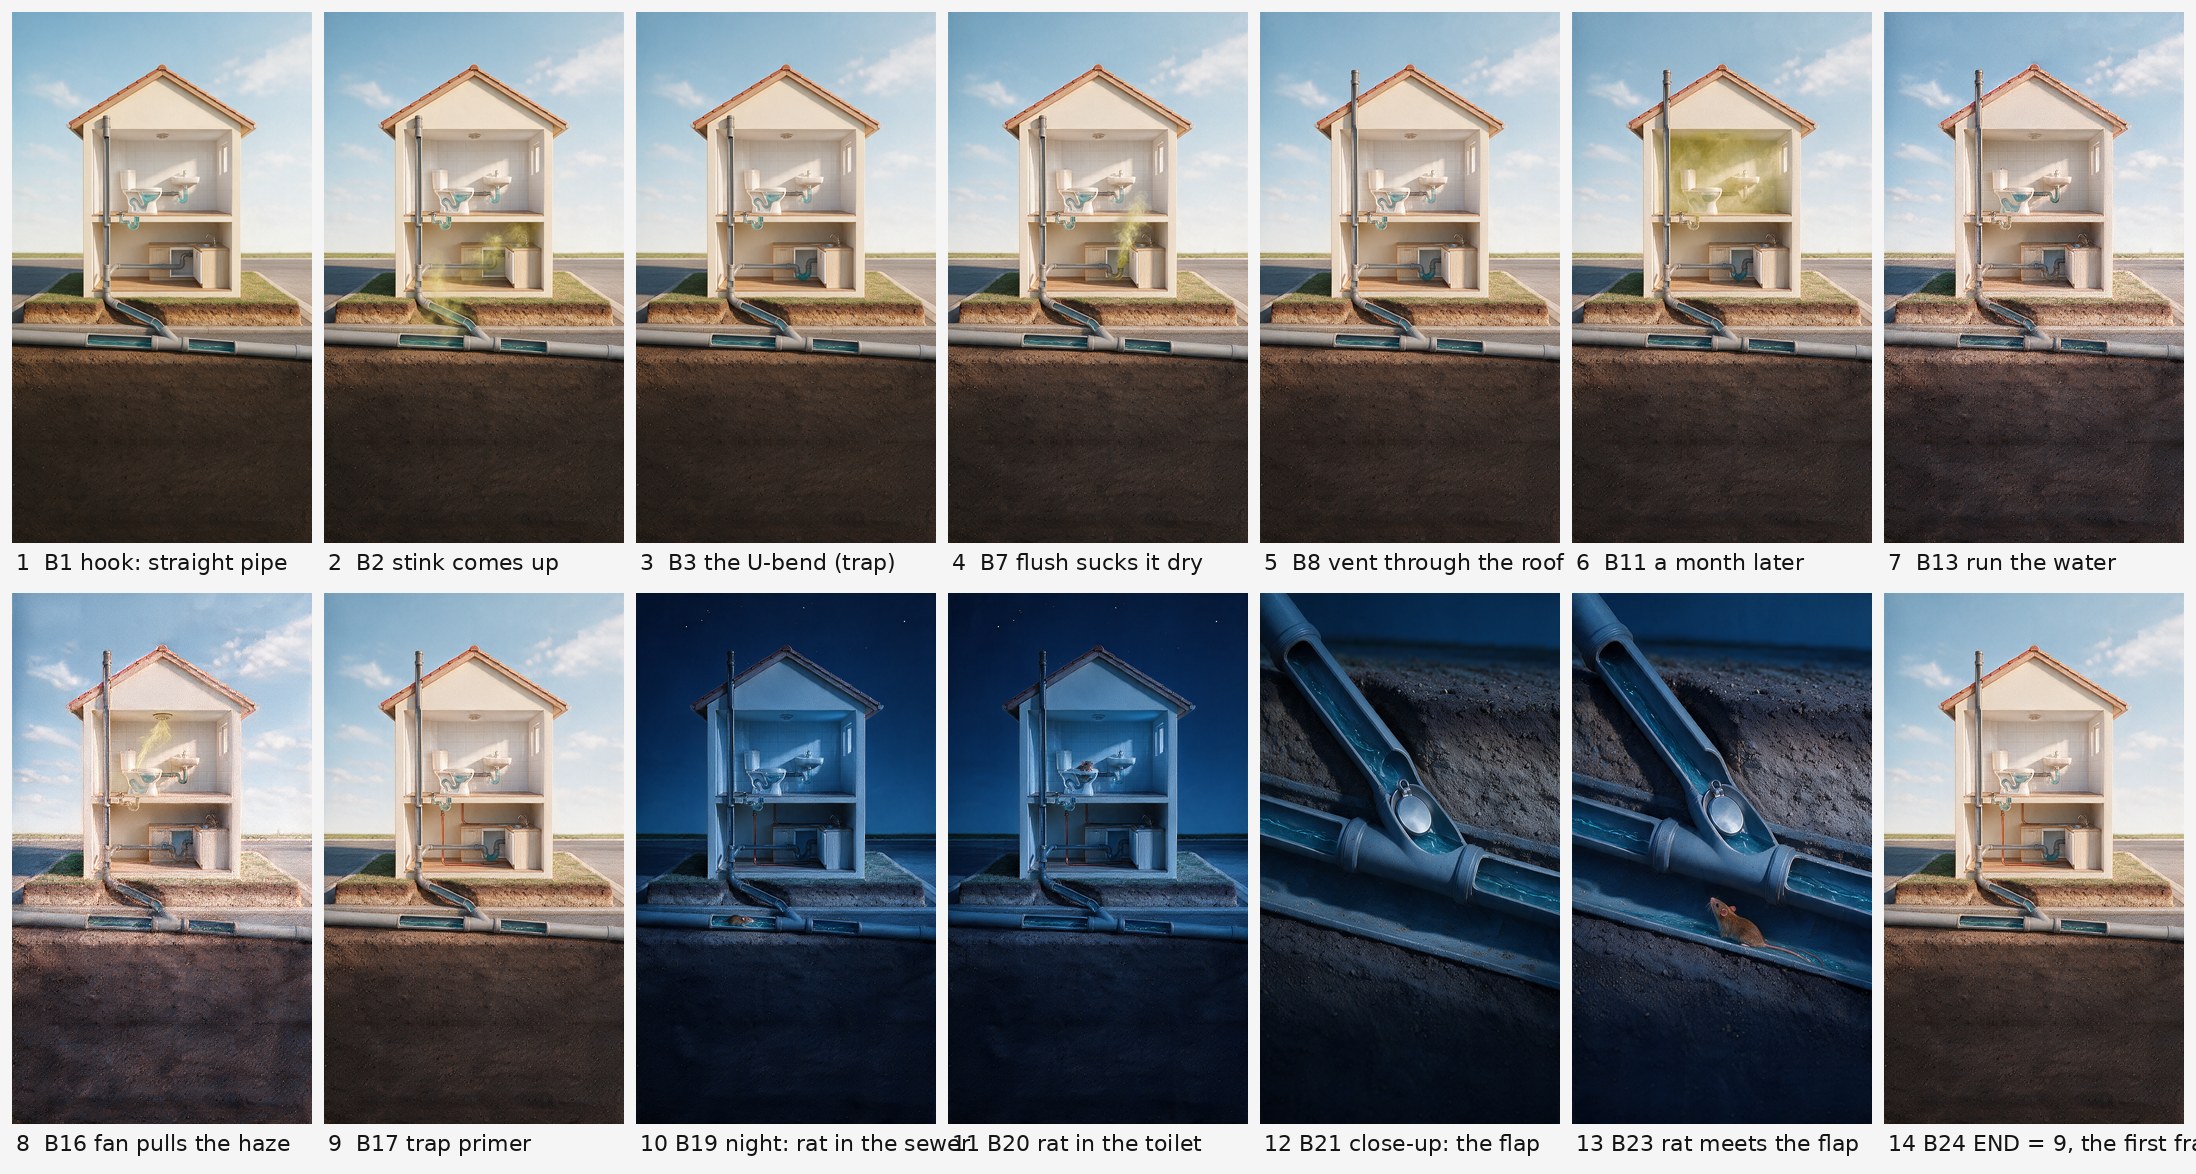 1  B1 hook: straight pipe
2  B2 stink comes up
3  B3 the U-bend (trap)
4  B7 flush sucks it dry
5  B8 vent through the roof
6  B11 a month later
7  B13 run the water
8  B16 fan pulls the haze
9  B17 trap primer
10 B19 night: rat in the sewer
11 B20 rat in the toilet
12 B21 close-up: the flap
13 B23 rat meets the flap
14 B24 END = 9, the first fra